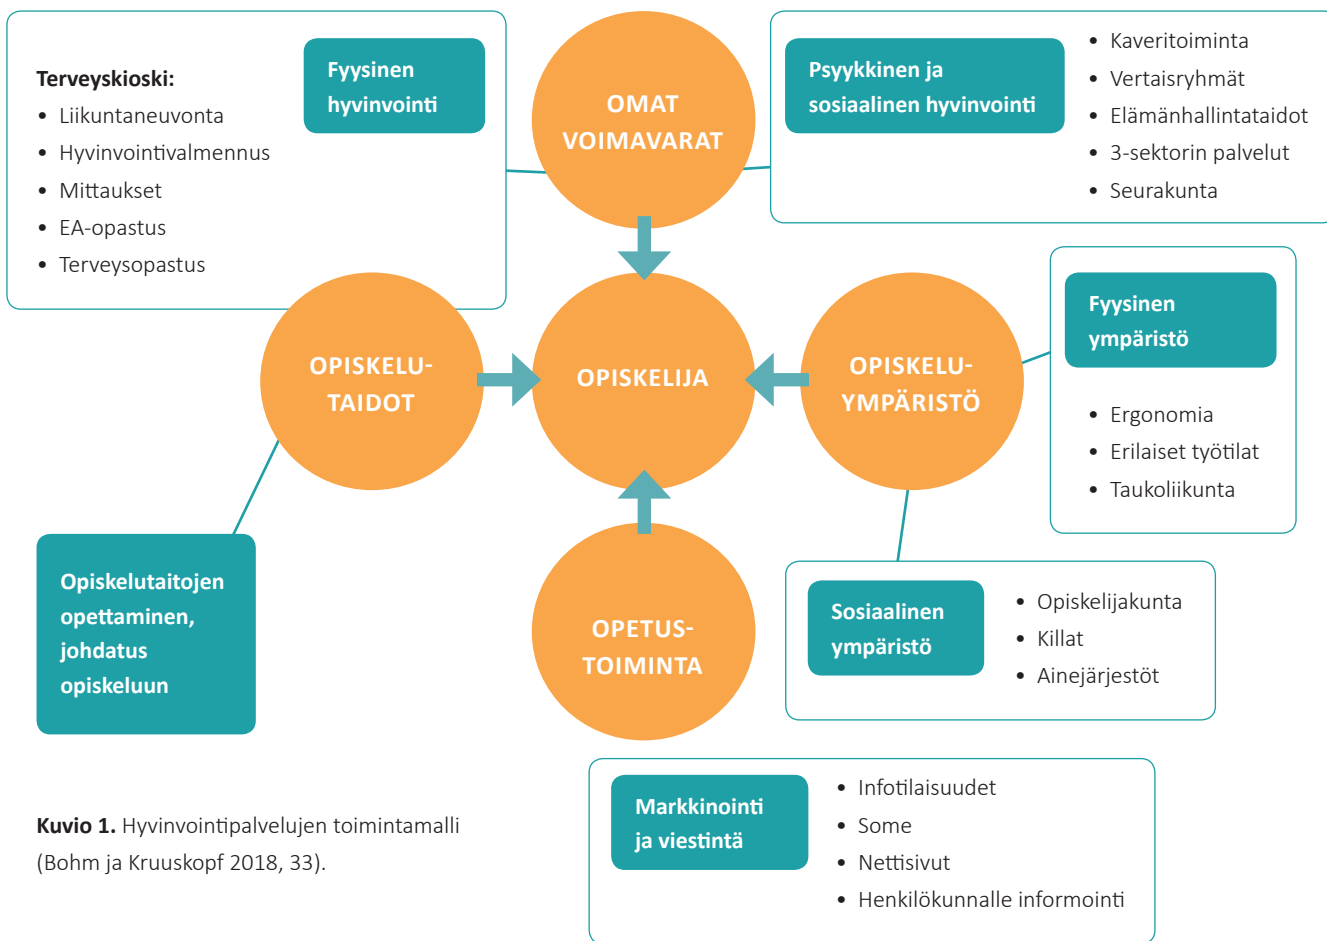 Terveyskioski:
• Liikuntaneuvonta
• Hyvinvointivalmennus
• Mittaukset
• EA-opastus
• Terveysopastus
Fyysinen
hyvinvointi
OMAT
VOIMAVARAT
Psyykkinen ja
sosiaalinen hyvinvointi
• Kaveritoiminta
• Vertaisryhmät
• Elämänhallintataidot
• 3-sektorin palvelut
• Seurakunta
OPISKELU-
TAIDOT
OPISKELIJA
OPISKELU-
YMPÄRISTÖ
Fyysinen
ympäristö
• Ergonomia
• Erilaiset työtilat
• Taukoliikunta
Opiskelutaitojen
opettaminen,
johdatus
opiskeluun
OPETUS-
TOIMINTA
Sosiaalinen
ympäristö
• Opiskelijakunta
• Killat
• Ainejärjestöt
Markkinointi
ja viestintä
• Infotilaisuudet
• Some
• Nettisivut
• Henkilökunnalle informointi
Kuvio 1. Hyvinvointipalvelujen toimintamalli
(Bohm ja Kruuskopf 2018, 33).